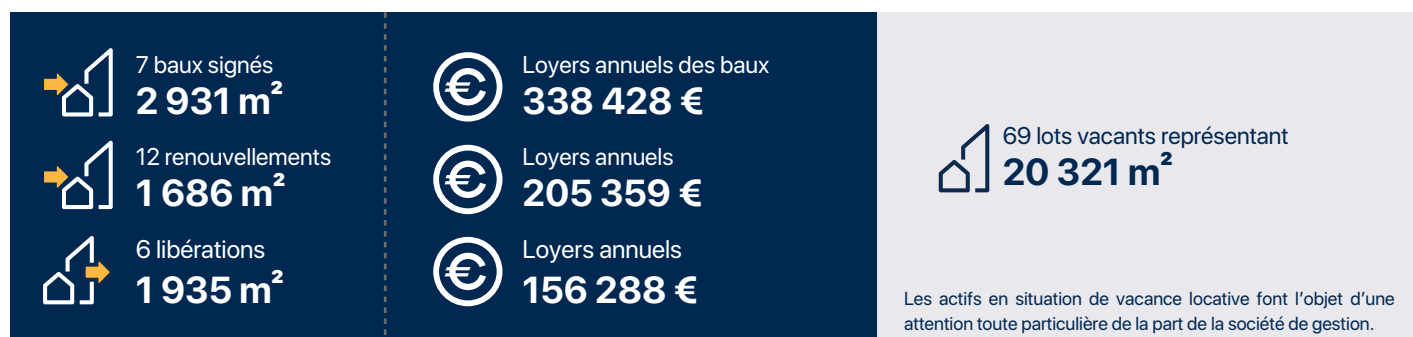 7 baux signés
2 931 m²
Loyers annuels des baux
338 428 €
12 renouvellements
1 686 m²
Loyers annuels
205 359 €
6 libérations
1 935 m²
Loyers annuels
156 288 €
69 lots vacants représentant
20 321 m²
Les actifs en situation de vacance locative font l’objet d’une
attention toute particulière de la part de la société de gestion.